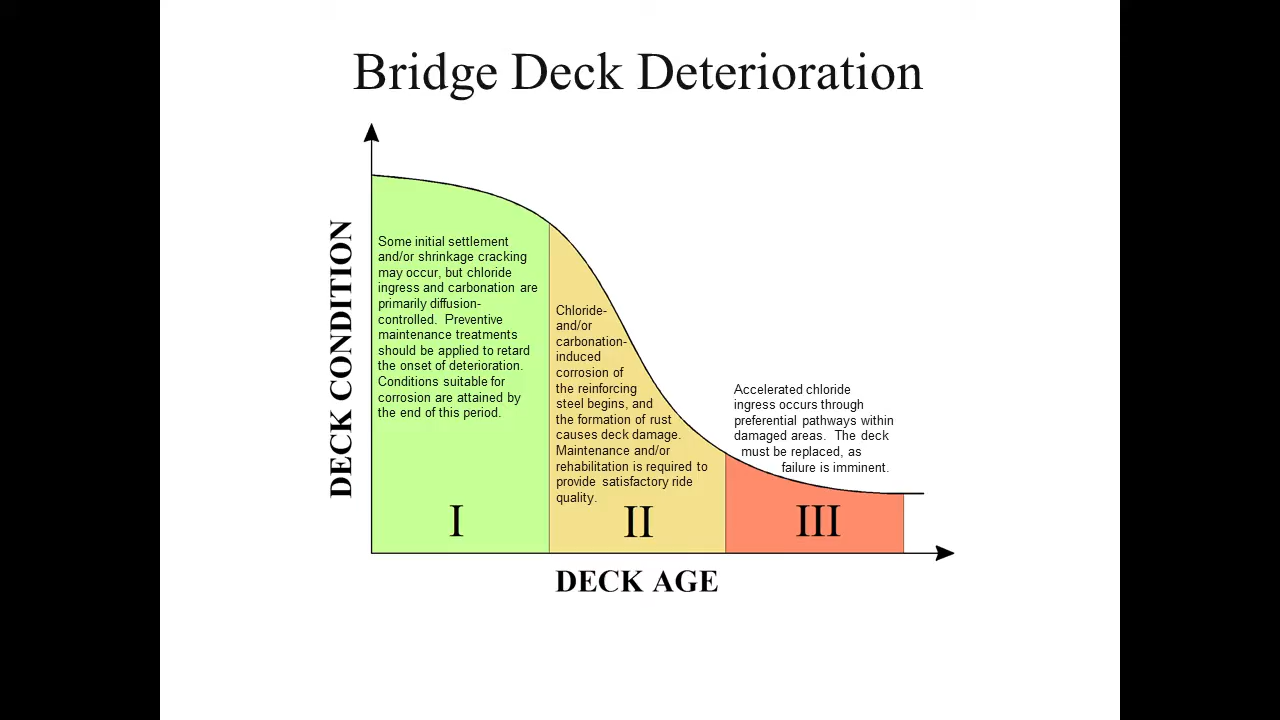 Bridge Deck Deterioration
DECK CONDITION
Some initial settlement
and/or shrinkage cracking
may occur, but chloride
ingress and carbonation are
primarily diffusion-
controlled. Preventive
maintenance treatments
should be applied to retard
the onset of deterioration.
Conditions suitable for
corrosion are attained by
the end of this period.
I
Chloride-
and/or
carbonation-
induced
corrosion of
the reinforcing
steel begins, and
the formation of rust
causes deck damage.
Maintenance and/or
rehabilitation is required to
provide satisfactory ride
quality.
II
Accelerated chloride
ingress occurs through
preferential pathways within
damaged areas. The deck
must be replaced, as
failure is imminent.
III
DECK AGE